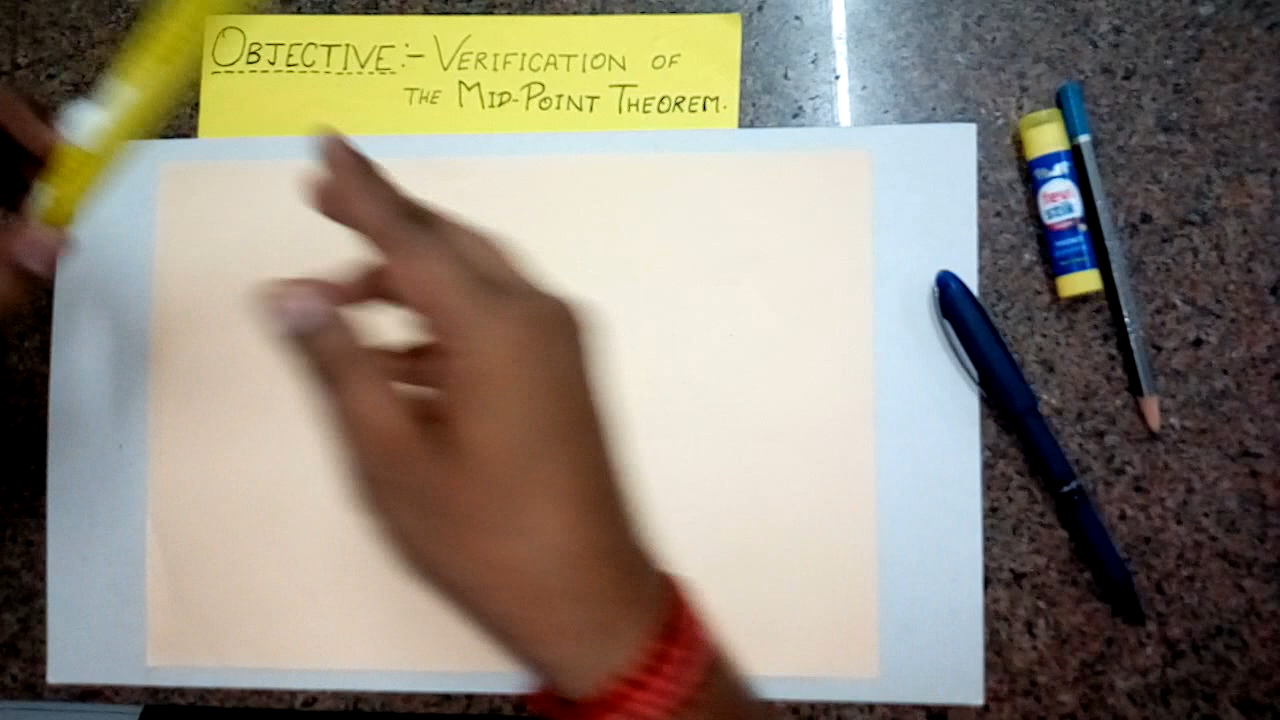 OBJECTIVE:- VERIFICATION OF
THE MID-POINT THEOREM.